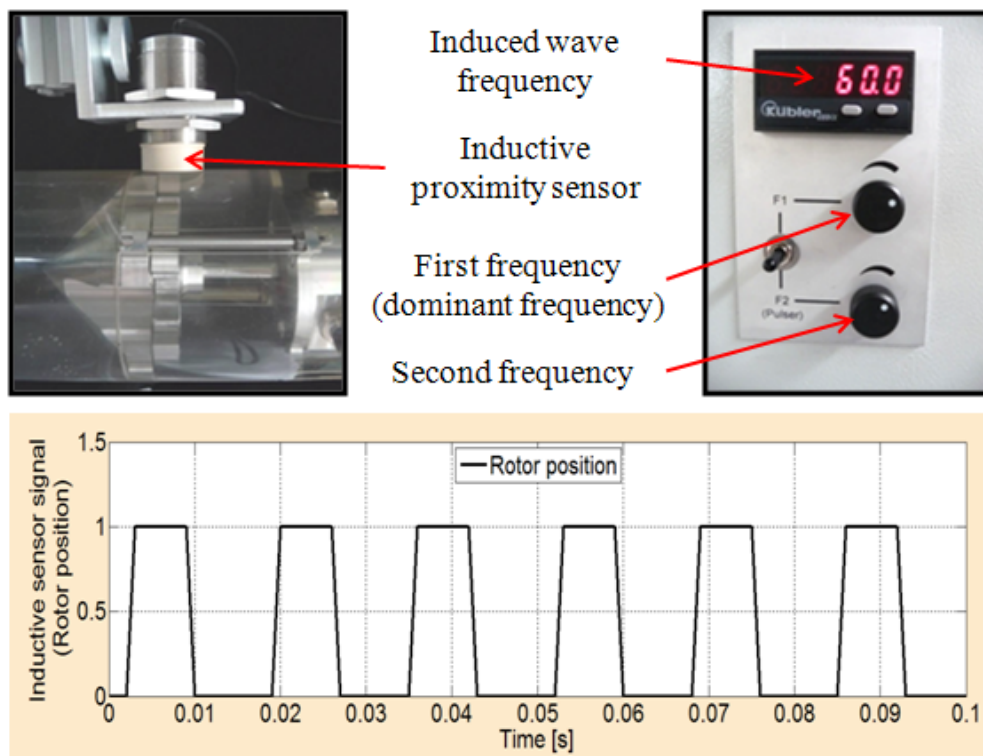 Induced wave
frequency
60.0
Kübler
Inductive
proximity sensor
F1
First frequency
(dominant frequency)
F2
(Pulser)
Second frequency
Inductive sensor signal
(Rotor position)
1.5
1
0.5
0
Rotor position
0 0.01 0.02 0.03 0.04 0.05 0.06 0.07 0.08 0.09 0.1
Time [s]